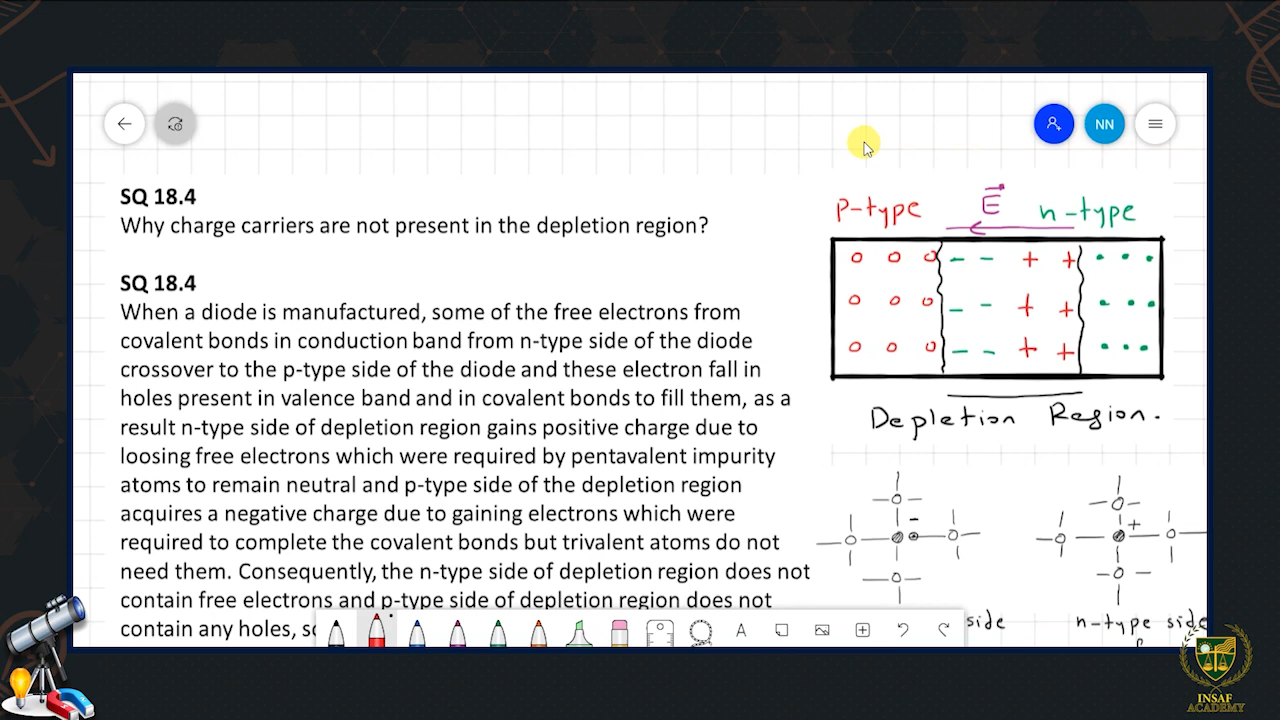 NN
SQ 18.4
Why charge carriers are not present in the depletion region?
SQ 18.4
When a diode is manufactured, some of the free electrons from
covalent bonds in conduction band from n-type side of the diode
crossover to the p-type side of the diode and these electron fall in
holes present in valence band and in covalent bonds to fill them, as a
result n-type side of depletion region gains positive charge due to
loosing free electrons which were required by pentavalent impurity
atoms to remain neutral and p-type side of the depletion region
acquires a negative charge due to gaining electrons which were
required to complete the covalent bonds but trivalent atoms do not
need them. Consequently, the n-type side of depletion region does not
contain free electrons and p-type side of depletion region does not
contain any holes,
P-type E n-type
Depletion Region.
side n-type side
A
INSAF
ACADEMY